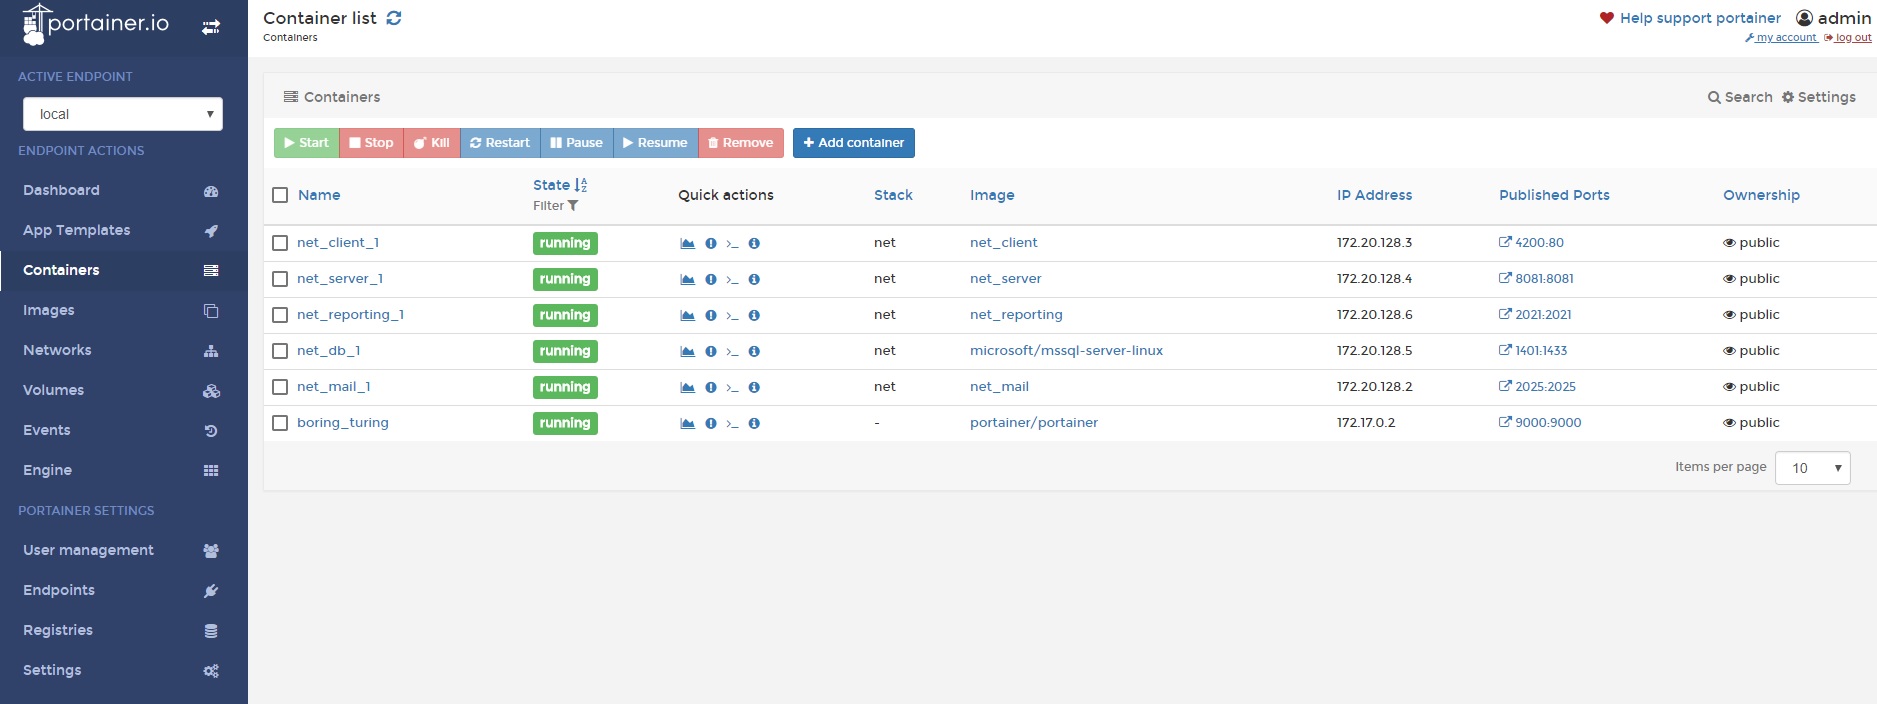 portainer.io
ACTIVE ENDPOINT
local
ENDPOINT ACTIONS
Dashboard
App Templates
Containers
Images
Networks
Volumes
Events
Engine
PORTAINER SETTINGS
User management
Endpoints
Registries
Settings
Container list
Containers
Help support portainer admin
my account log out
Containers Search Settings
Start Stop Kill Restart Pause Resume Remove Add container
Name State Filter Quick actions Stack Image IP Address Published Ports Ownership
net_client_1 running net net_client 172.20.128.3 4200:80 public
net_server_1 running net net_server 172.20.128.4 8081:8081 public
net_reporting_1 running net net_reporting 172.20.128.6 2021:2021 public
net_db_1 running net microsoft/mssql-server-linux 172.20.128.5 1401:1433 public
net_mail_1 running net net_mail 172.20.128.2 2025:2025 public
boring_turing running - portainer/portainer 172.17.0.2 9000:9000 public
Items per page 10